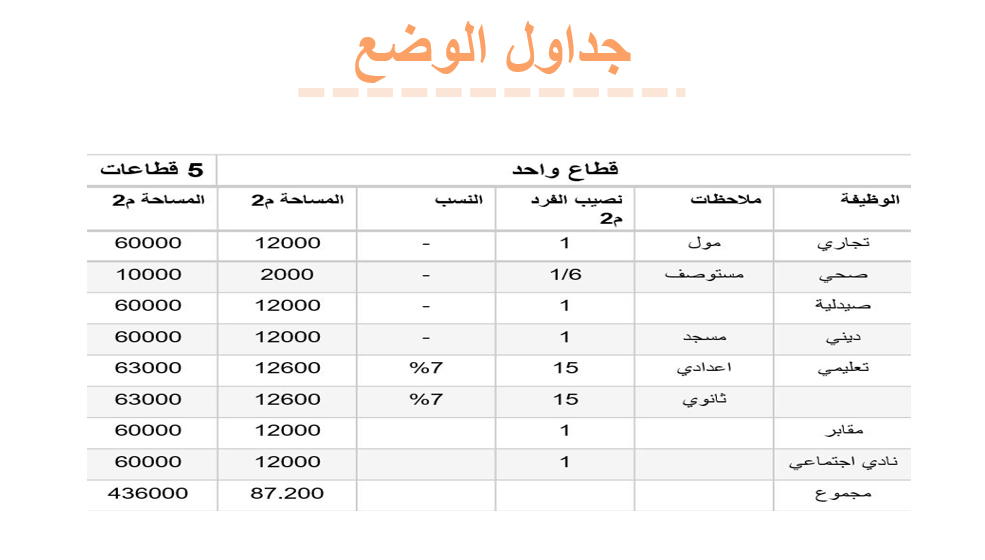 جداول الوضع
قطاع واحد 5 قطاعات
الوظيفة ملاحظات نصيب الفرد م2 النسب المساحة م2 المساحة م2
تجاري مول 1 - 12000 60000
صحي مستوصف 1/6 - 2000 10000
صيدلية 1 - 12000 60000
ديني مسجد 1 - 12000 60000
تعليمي اعدادي 15 %7 12600 63000
ثانوي 15 %7 12600 63000
مقابر 1 12000 60000
نادي اجتماعي 1 12000 60000
مجموع 87.200 436000